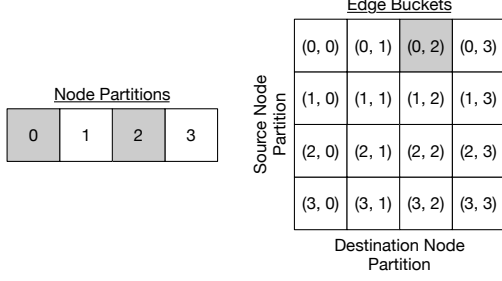 Edge Buckets
(0, 0) (0, 1) (0, 2) (0, 3)
(1, 0) (1, 1) (1, 2) (1, 3)
(2, 0) (2, 1) (2, 2) (2, 3)
(3, 0) (3, 1) (3, 2) (3, 3)
Source Node
Partition
Destination Node
Partition
Node Partitions
0 1 2 3